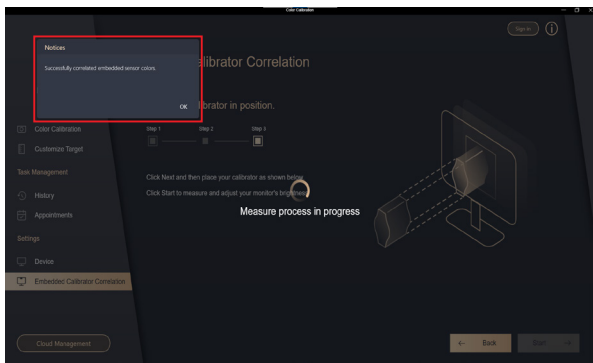 Color Calibration
Sign in
Notices
Successfully correlated embedded sensor colors.
OK
alibrator Correlation
ibrator in position.
Step 1
Step 2
Step 3
Color Calibration
Customize Target
Click Next and then place your calibrator as shown below
Click Start to measure and adjust your monitor's brightness
Measure process in progress
Task Management
History
Appointments
Settings
Device
Embedded Calibrator Correlation
Cloud Management
Back
Start